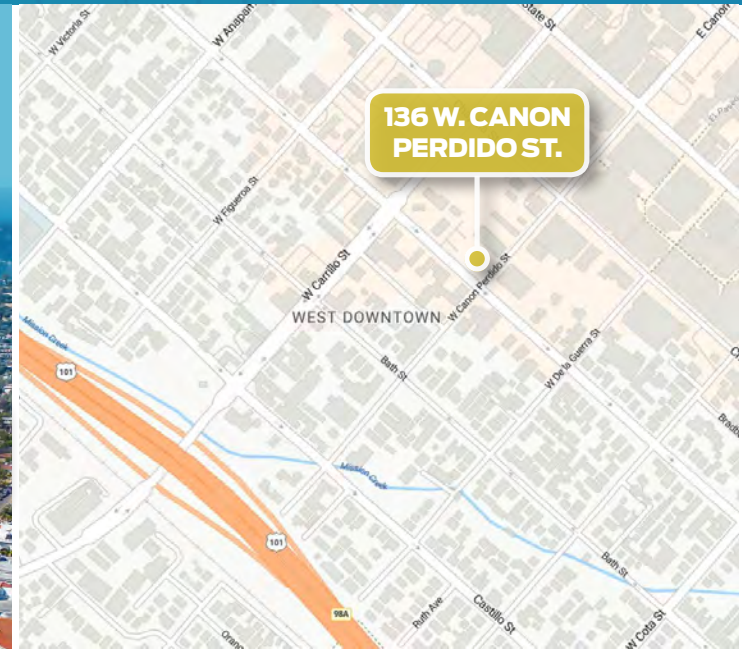 W Victoria St
W Anapam
State St
E Canon
136 W. CANON
PERDIDO ST.
W Figueroa St
W Carrillo St
W Canon Perdido St
WEST DOWNTOWN
Mission Creek
101
Bath St
W De la Guerra St
Mission Creek
101
Bath St
98A
Ruth Ave
Castillo St
W Cota St
Orang